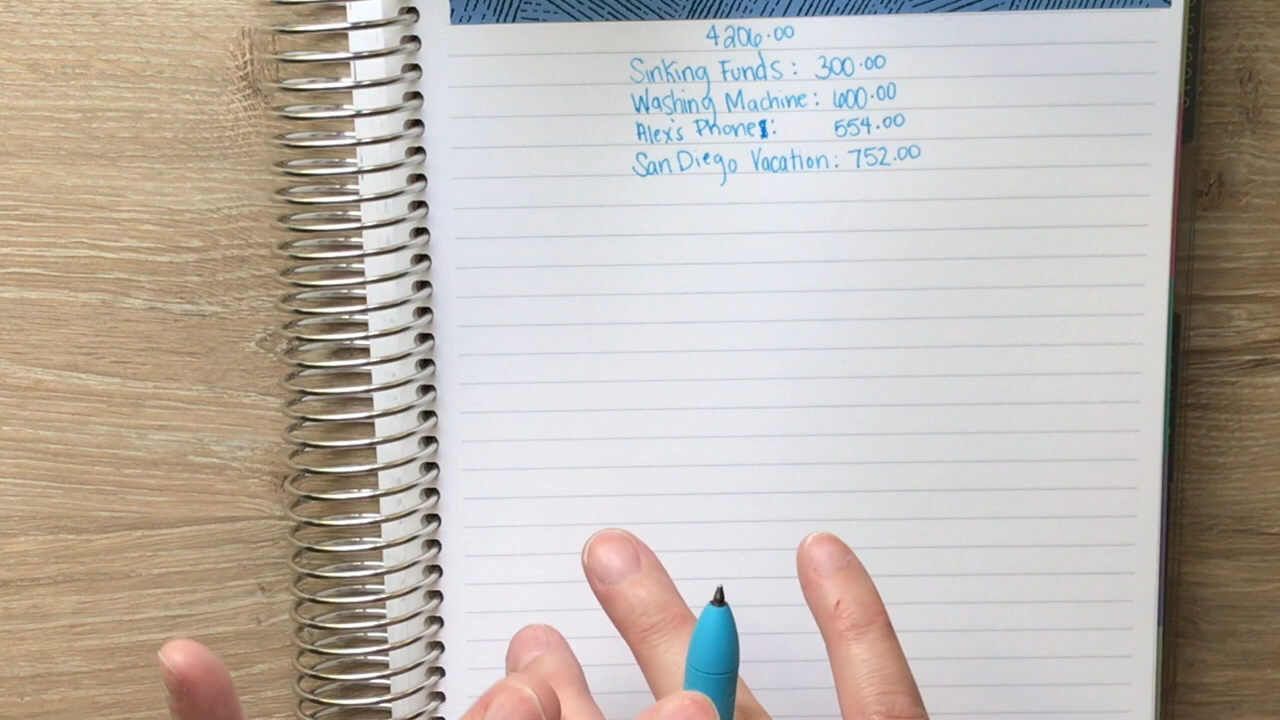 4206.00
Sinking Funds: 300.00
Washing Machine: 600.00
Alex's Phone:
554.00
San Diego Vacation: 752.00